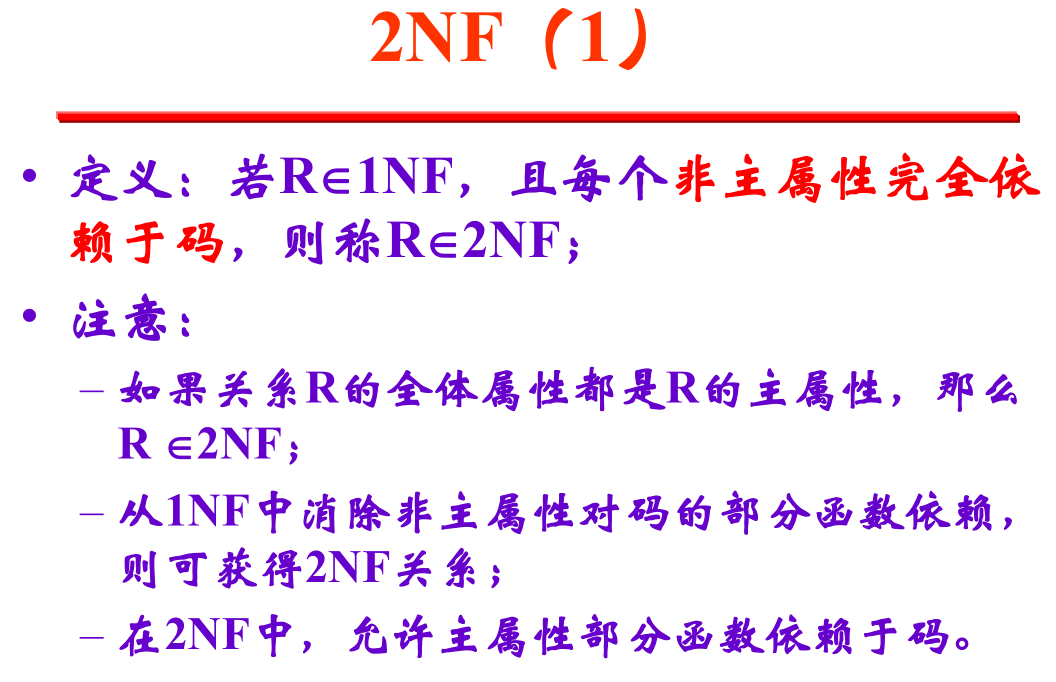 2NF（1）
• 定义：若R∈1NF，且每个非主属性完全依
赖于码，则称R∈2NF；
• 注意：
– 如果关系R的全体属性都是R的主属性，那么
R ∈2NF；
– 从1NF中消除非主属性对码的部分函数依赖，
则可获得2NF关系；
– 在2NF中，允许主属性部分函数依赖于码。